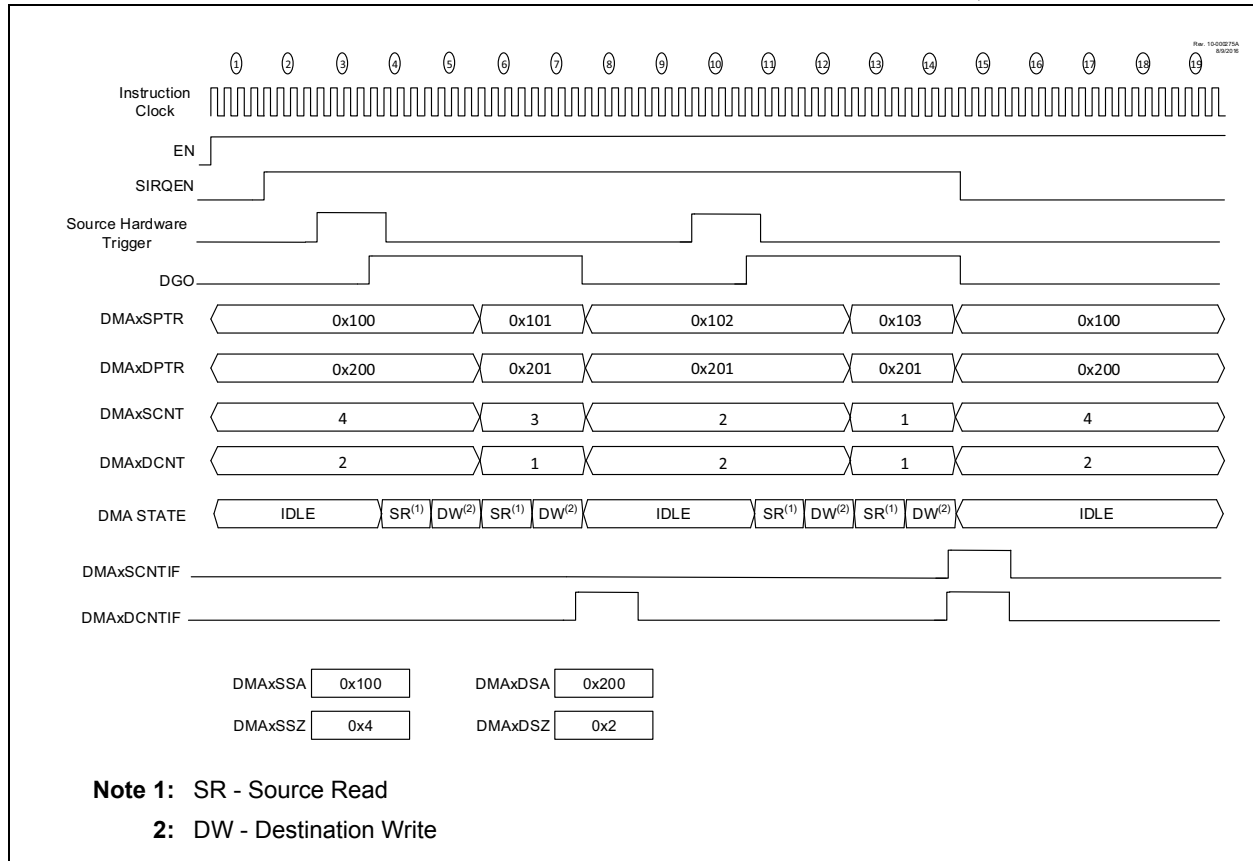 Rev. 10-000275A
8/9/2016
1 2 3 4 5 6 7 8 9 10 11 12 13 14 15 16 17 18 19
Instruction
Clock
EN
SIRQEN
Source Hardware
Trigger
DGO
DMAxSPTR 0x100 0x101 0x102 0x103 0x100
DMAxDPTR 0x200 0x201 0x201 0x201 0x200
DMAxSCNT 4 3 2 1 4
DMAxDCNT 2 1 2 1 2
DMA STATE IDLE SR(1) DW(2) SR(1) DW(2) IDLE SR(1) DW(2) SR(1) DW(2) IDLE
DMAxSCNTIF
DMAxDCNTIF
DMAxSSA 0x100 DMAxDSA 0x200
DMAxSSZ 0x4 DMAxDSZ 0x2
Note 1: SR - Source Read
2: DW - Destination Write